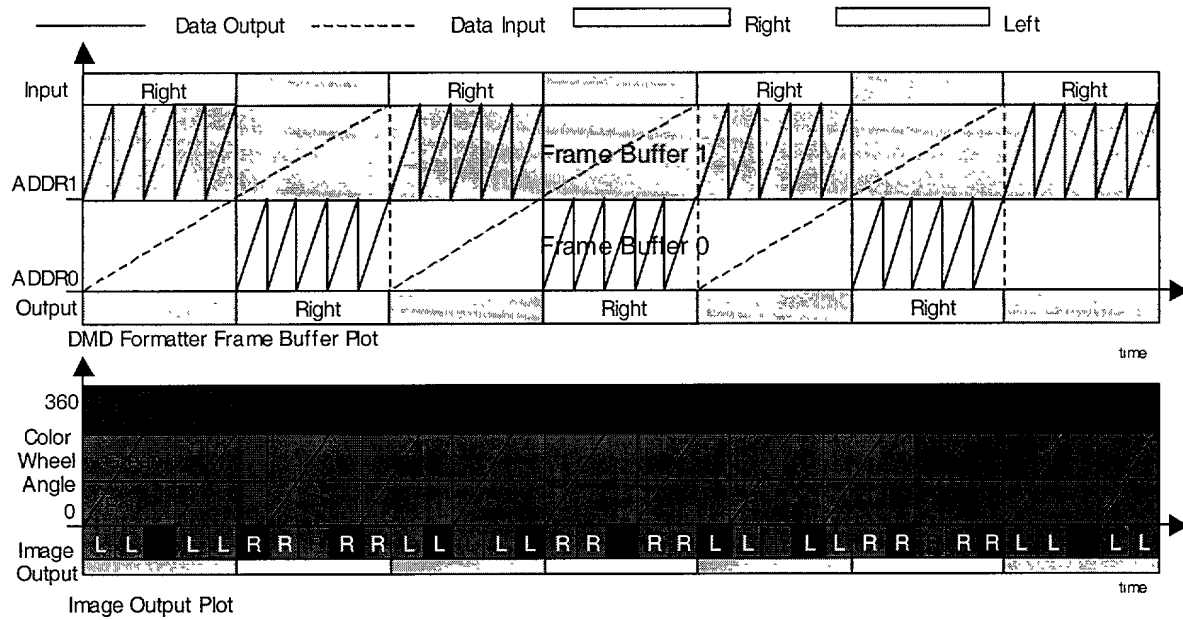 Data Output Data Input Right Left
Input Right Right Right Right
Frame Buffer 1
ADDR1
Frame Buffer 0
ADDR0
Output Right Right Right
DMD Formatter Frame Buffer Plot
time
360
Color
Wheel
Angle
0
L L L L R R R R L L L L R R R R L L L L R R R R L L L L
Image
Output
time
Image Output Plot